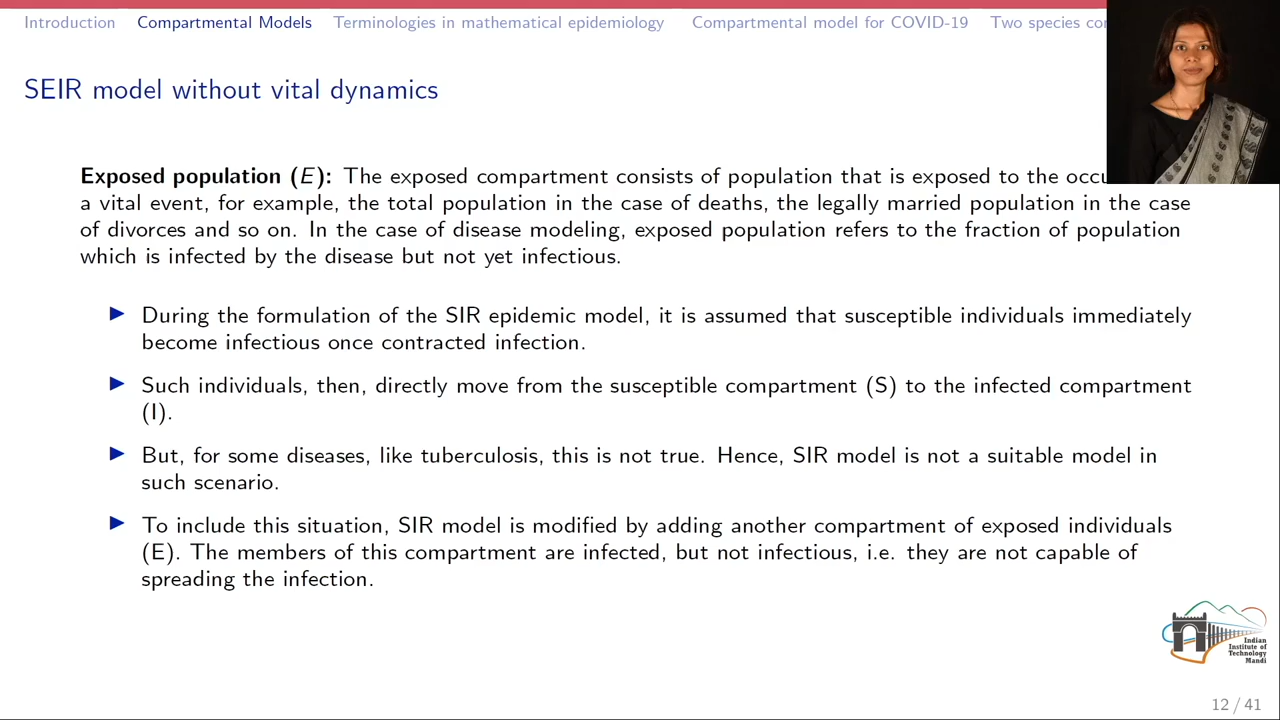 Introduction Compartmental Models Terminologies in mathematical epidemiology Compartmental model for COVID-19 Two species
SEIR model without vital dynamics
Exposed population (E): The exposed compartment consists of population that is exposed to the
a vital event, for example, the total population in the case of deaths, the legally married population in the case
of divorces and so on. In the case of disease modeling, exposed population refers to the fraction of population
which is infected by the disease but not yet infectious.
▶ During the formulation of the SIR epidemic model, it is assumed that susceptible individuals immediately
become infectious once contracted infection.
▶ Such individuals, then, directly move from the susceptible compartment (S) to the infected compartment
(I).
▶ But, for some diseases, like tuberculosis, this is not true. Hence, SIR model is not a suitable model in
such scenario.
▶ To include this situation, SIR model is modified by adding another compartment of exposed individuals
(E). The members of this compartment are infected, but not infectious, i.e. they are not capable of
spreading the infection.
Indian
Institute of
Technology
Mandi
12 / 41